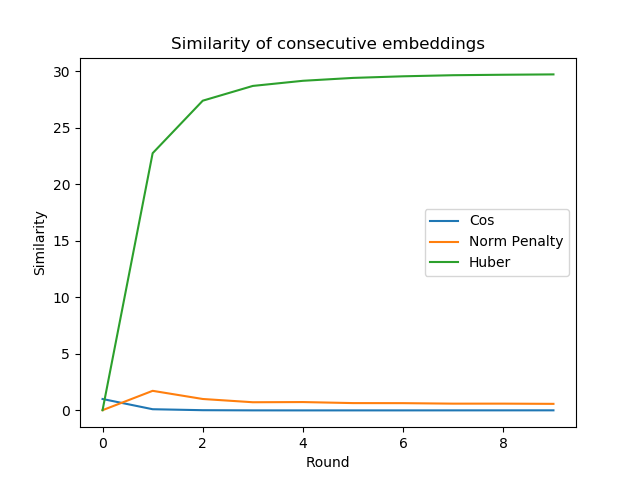 Similarity of consecutive embeddings
30
25
20
15
10
5
0
Similarity
Cos
Norm Penalty
Huber
0 2 4 6 8
Round